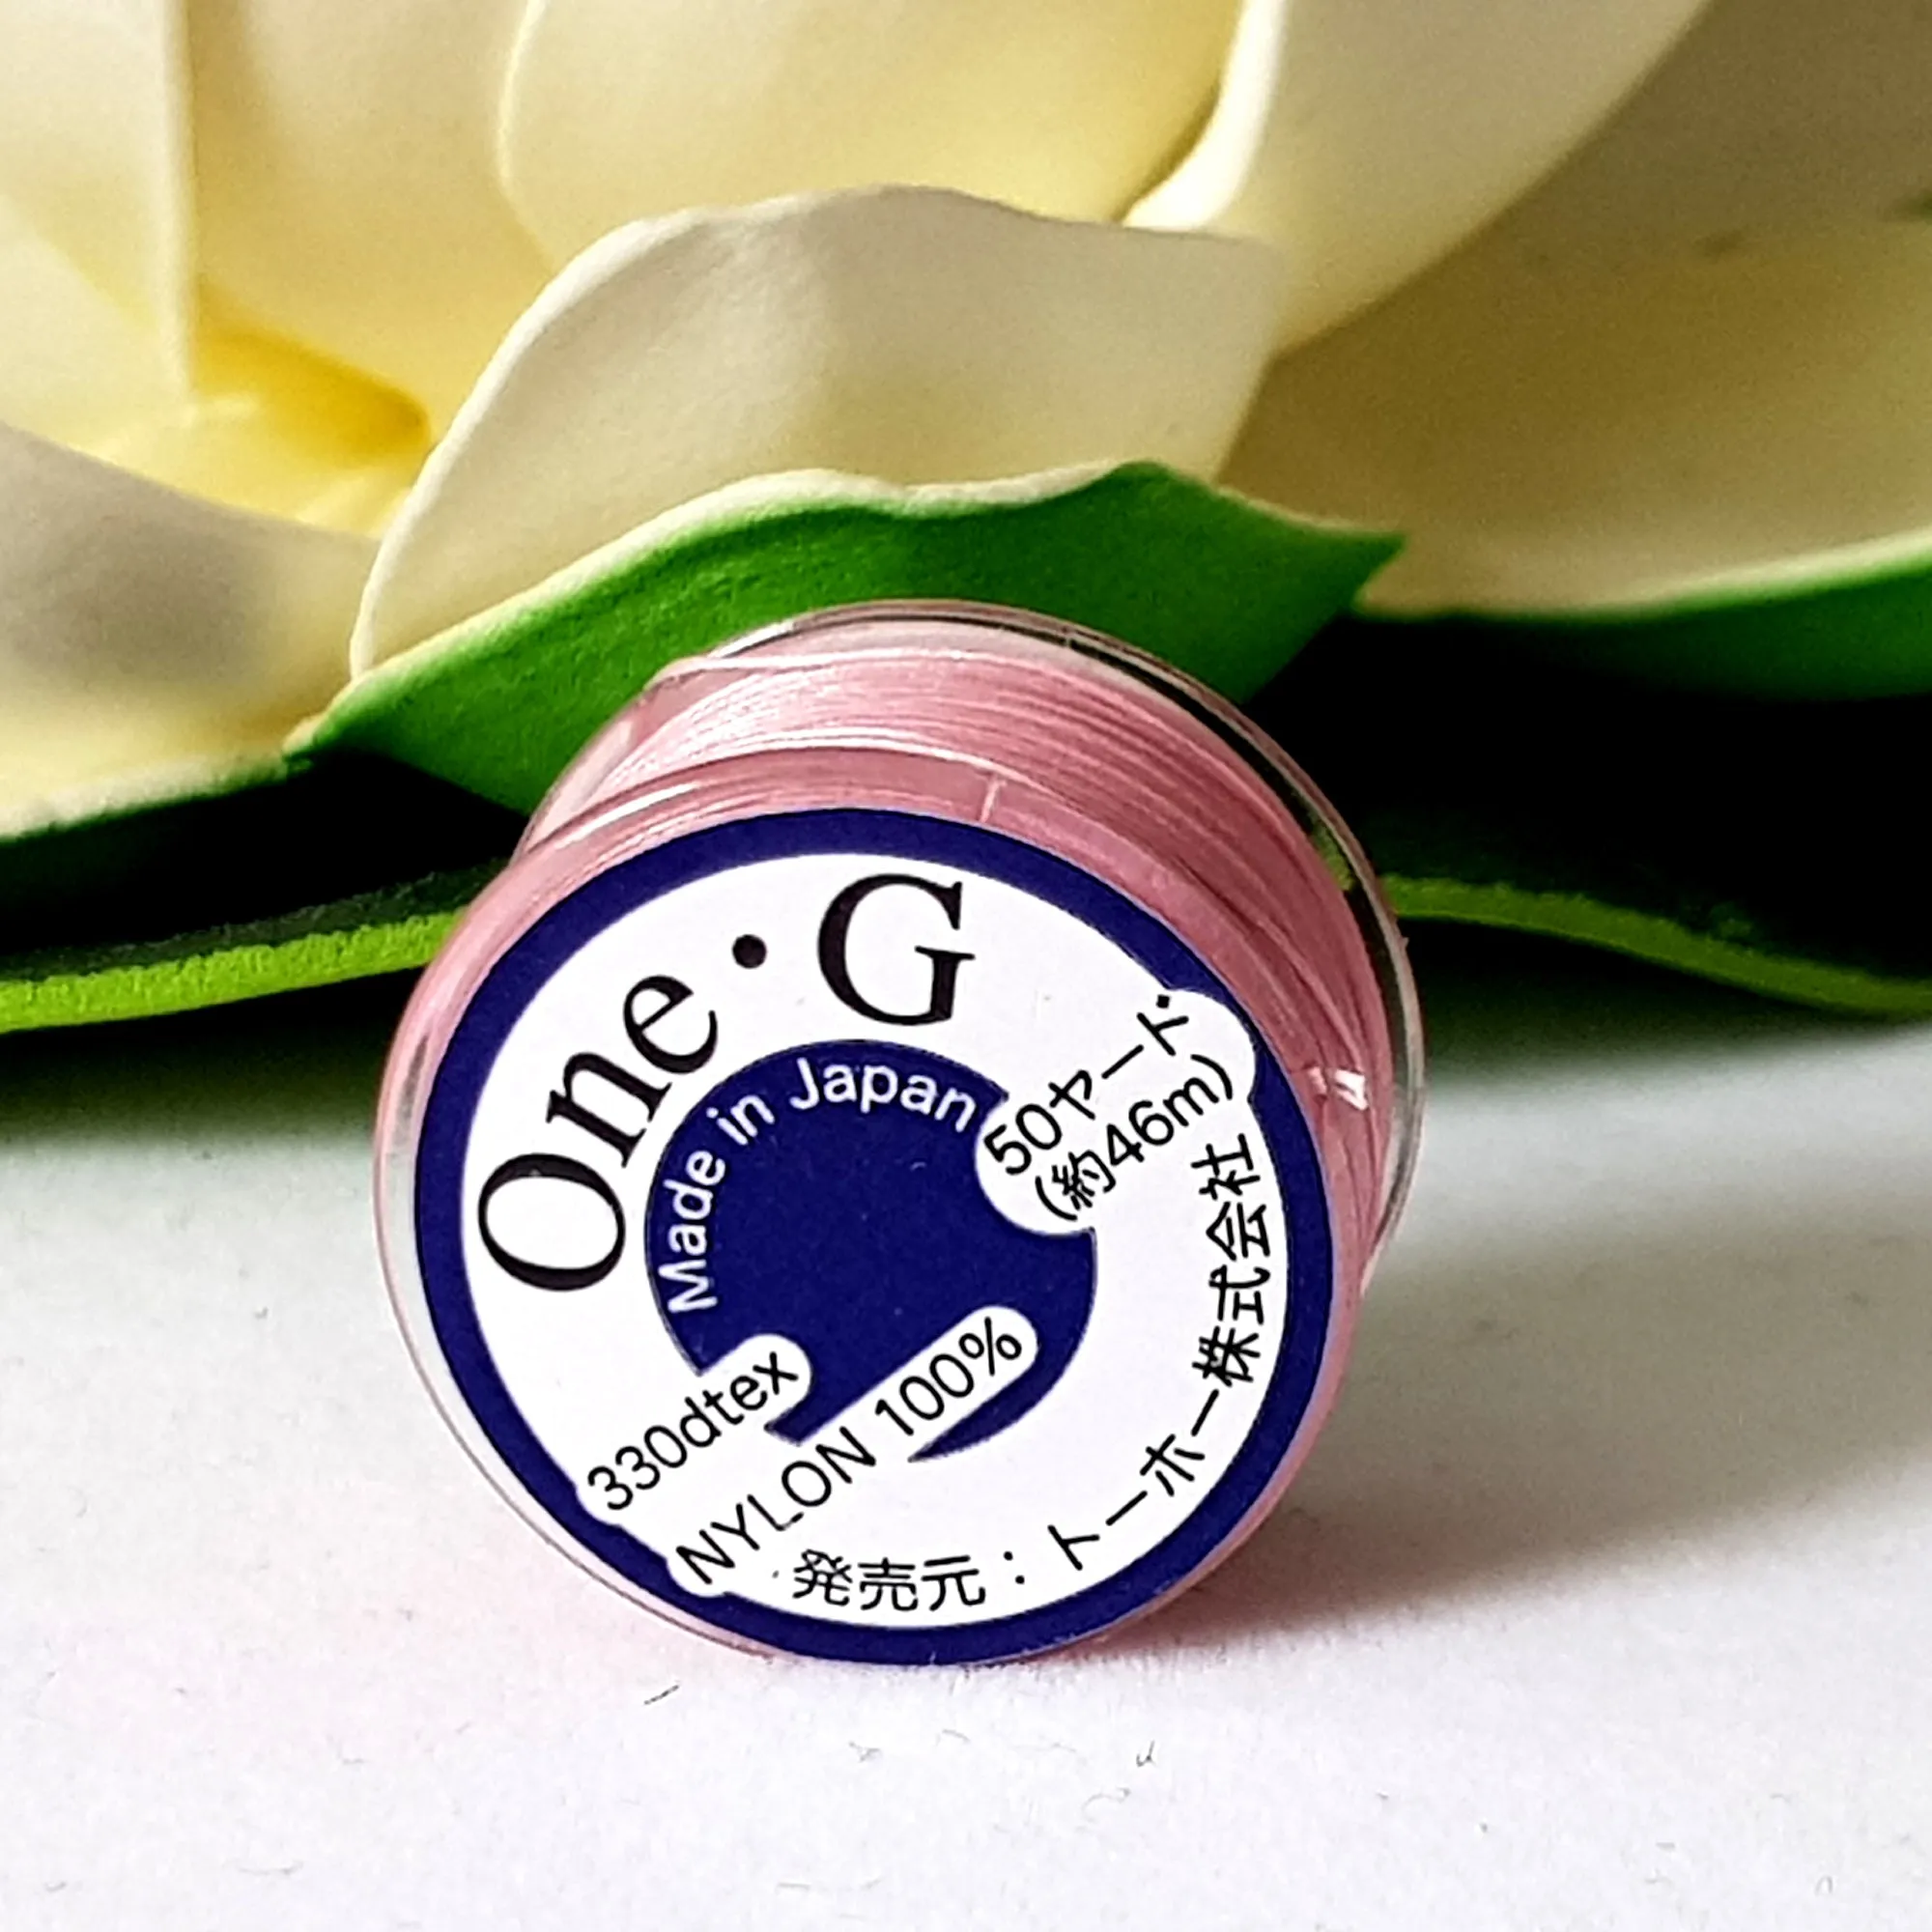 One・G
Made in Japan
50ヤード
(約46m)
330dtex
NYLON 100%
発売元：トーホー株式会社